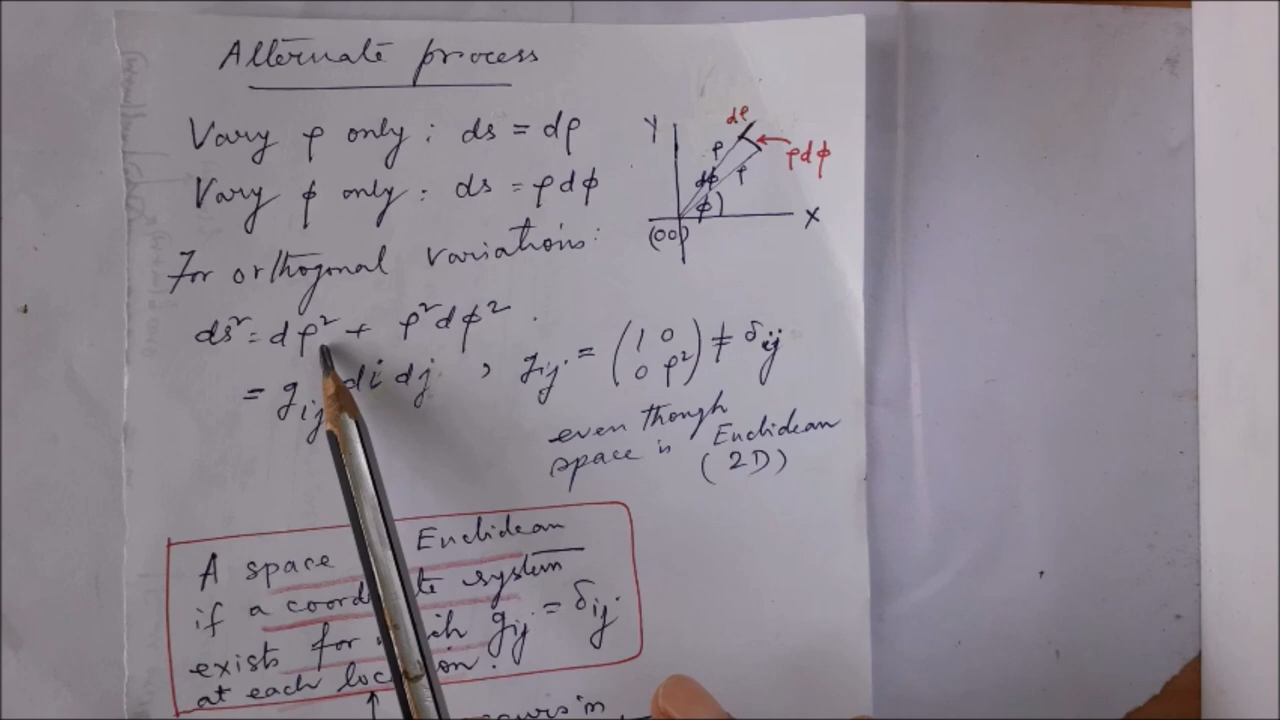 Alternate process
Vary ρ only : ds = dρ
Vary φ only : ds = ρdφ
For orthogonal variations:
ds² = dρ² + ρ²dφ² .
= gij di dj , gij = (1 0 0 ρ²) ≠ δij
even though
space is Euclidean
(2D)
Y
dρ
ρ
ρdφ
dφ
ρ
φ
X
(00)
A space Euclidean
if a system
exists for gij = δij
at each